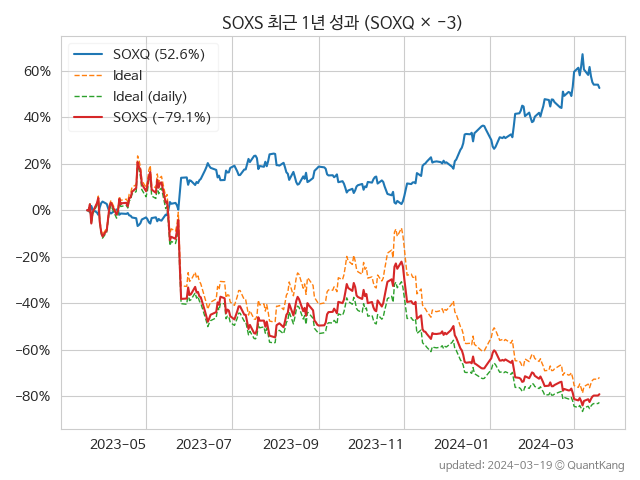 SOXS 최근 1년 성과 (SOXQ × −3)
SOXQ (52.6%)
Ideal
Ideal (daily)
SOXS (−79.1%)
60%
40%
20%
0%
−20%
−40%
−60%
−80%
2023-05 2023-07 2023-09 2023-11 2024-01 2024-03
updated: 2024-03-19 ⓒ QuantKang